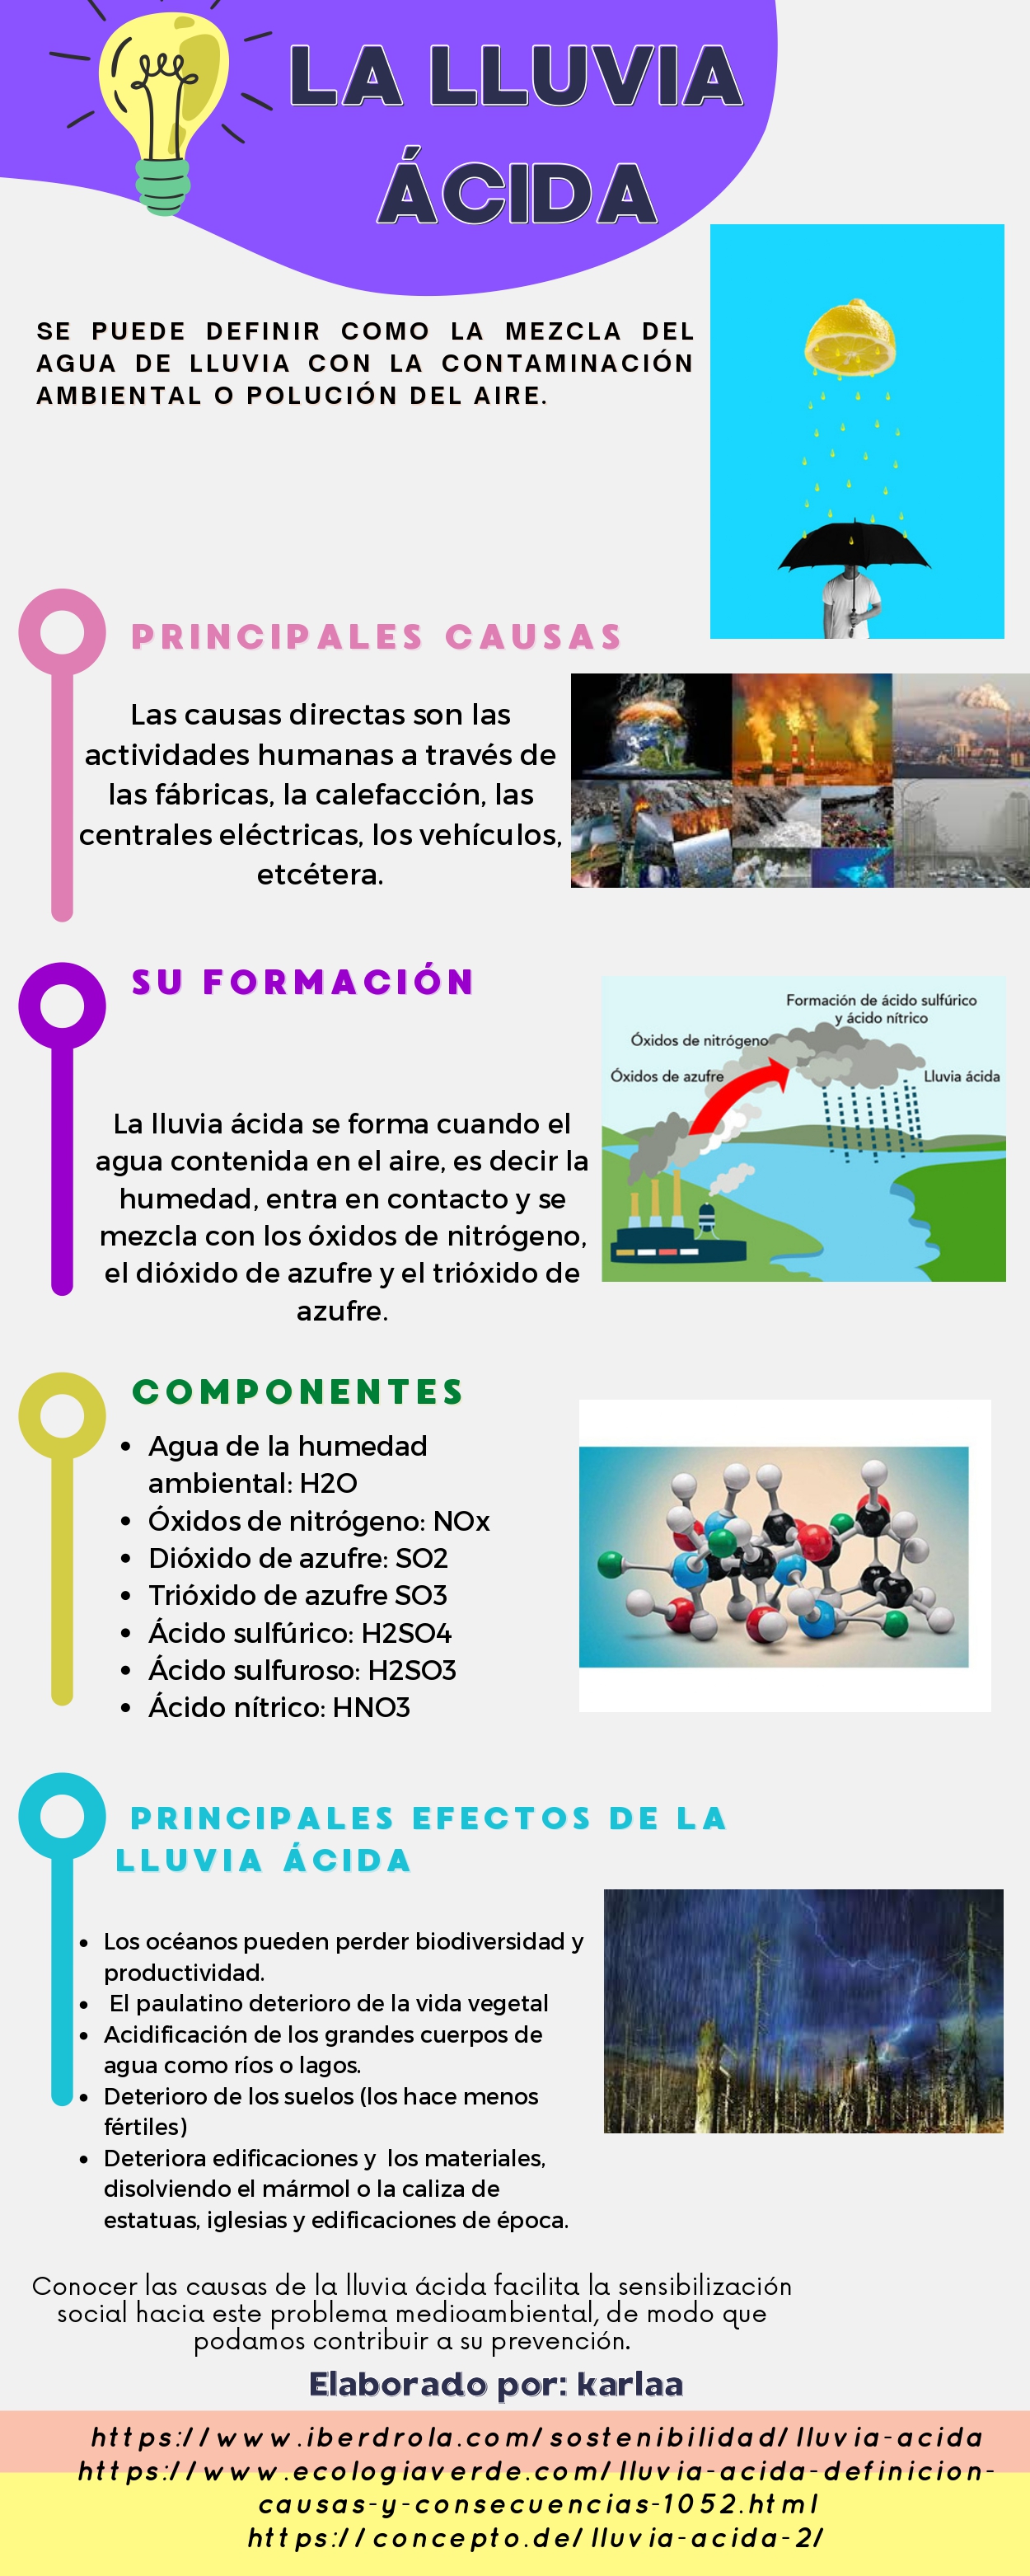 LA LLUVIA
ÁCIDA
SE PUEDE DEFINIR COMO LA MEZCLA DEL
AGUA DE LLUVIA CON LA CONTAMINACIÓN
AMBIENTAL O POLUCIÓN DEL AIRE.
PRINCIPALES CAUSAS
Las causas directas son las
actividades humanas a través de
las fábricas, la calefacción, las
centrales eléctricas, los vehículos,
etcétera.
SU FORMACIÓN
Formación de ácido sulfúrico
y ácido nítrico
Óxidos de nitrógeno
Óxidos de azufre
Lluvia ácida
La lluvia ácida se forma cuando el
agua contenida en el aire, es decir la
humedad, entra en contacto y se
mezcla con los óxidos de nitrógeno,
el dióxido de azufre y el trióxido de
azufre.
COMPONENTES
• Agua de la humedad
ambiental: H2O
• Óxidos de nitrógeno: NOx
• Dióxido de azufre: SO2
• Trióxido de azufre SO3
• Ácido sulfúrico: H2SO4
• Ácido sulfuroso: H2SO3
• Ácido nítrico: HNO3
PRINCIPALES EFECTOS DE LA
LLUVIA ÁCIDA
• Los océanos pueden perder biodiversidad y
productividad.
• El paulatino deterioro de la vida vegetal
• Acidificación de los grandes cuerpos de
agua como ríos o lagos.
• Deterioro de los suelos (los hace menos
fértiles)
• Deteriora edificaciones y los materiales,
disolviendo el mármol o la caliza de
estatuas, iglesias y edificaciones de época.
Conocer las causas de la lluvia ácida facilita la sensibilización
social hacia este problema medioambiental, de modo que
podamos contribuir a su prevención.
Elaborado por: karlaa
https://www.iberdrola.com/sostenibilidad/lluvia-acida
https://www.ecologiaverde.com/lluvia-acida-definicion-
causas-y-consecuencias-1052.html
https://concepto.de/lluvia-acida-2/